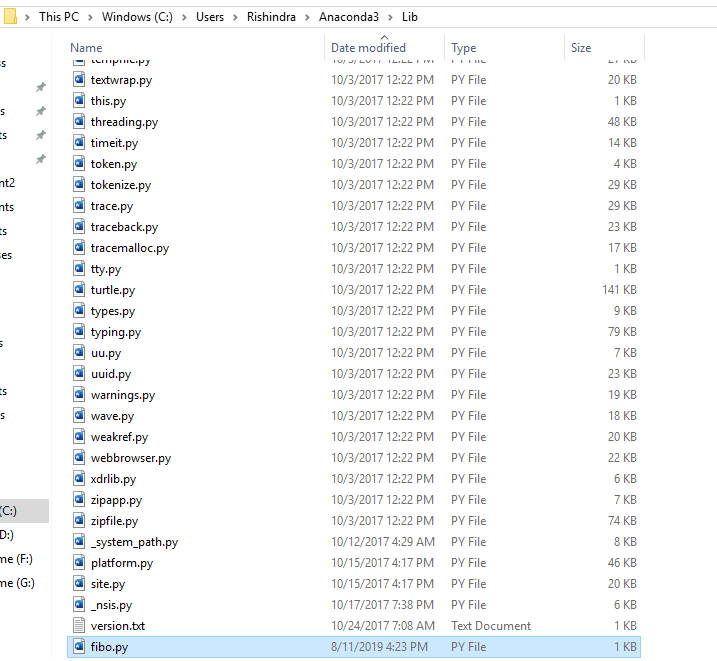 This PC > Windows (C:) > Users > Rishindra > Anaconda3 > Lib
Name Date modified Type Size
tempfile.py 10/3/2017 12:22 PM PY File 27 KB
textwrap.py 10/3/2017 12:22 PM PY File 20 KB
this.py 10/3/2017 12:22 PM PY File 1 KB
threading.py 10/3/2017 12:22 PM PY File 48 KB
timeit.py 10/3/2017 12:22 PM PY File 14 KB
token.py 10/3/2017 12:22 PM PY File 4 KB
tokenize.py 10/3/2017 12:22 PM PY File 29 KB
trace.py 10/3/2017 12:22 PM PY File 29 KB
traceback.py 10/3/2017 12:22 PM PY File 23 KB
tracemalloc.py 10/3/2017 12:22 PM PY File 17 KB
tty.py 10/3/2017 12:22 PM PY File 1 KB
turtle.py 10/3/2017 12:22 PM PY File 141 KB
types.py 10/3/2017 12:22 PM PY File 9 KB
typing.py 10/3/2017 12:22 PM PY File 79 KB
uu.py 10/3/2017 12:22 PM PY File 7 KB
uuid.py 10/3/2017 12:22 PM PY File 23 KB
warnings.py 10/3/2017 12:22 PM PY File 19 KB
wave.py 10/3/2017 12:22 PM PY File 18 KB
weakref.py 10/3/2017 12:22 PM PY File 20 KB
webbrowser.py 10/3/2017 12:22 PM PY File 22 KB
xdrlib.py 10/3/2017 12:22 PM PY File 6 KB
zipapp.py 10/3/2017 12:22 PM PY File 7 KB
zipfile.py 10/3/2017 12:22 PM PY File 74 KB
_system_path.py 10/12/2017 4:29 AM PY File 8 KB
platform.py 10/15/2017 4:17 PM PY File 46 KB
site.py 10/15/2017 4:17 PM PY File 20 KB
_nsis.py 10/17/2017 7:38 PM PY File 6 KB
version.txt 10/24/2017 7:08 AM Text Document 1 KB
fibo.py 8/11/2019 4:23 PM PY File 1 KB
ss
s
ts
nt2
nts
ts
ses
s
ts
s
(C:)
D:)
me (F:)
me (G:)